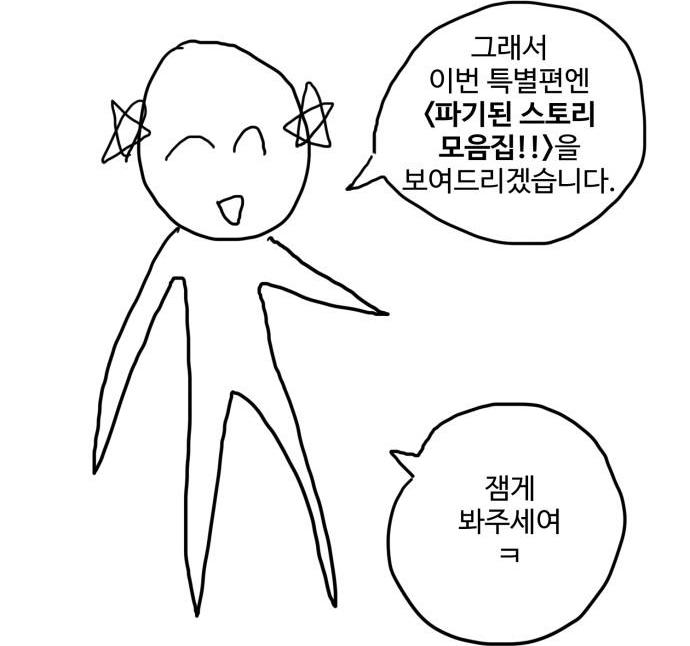 그래서
이번 특별편엔
<파기된 스토리
모음집!!>을
보여드리겠습니다.
잼게
봐주세여
ㅋ